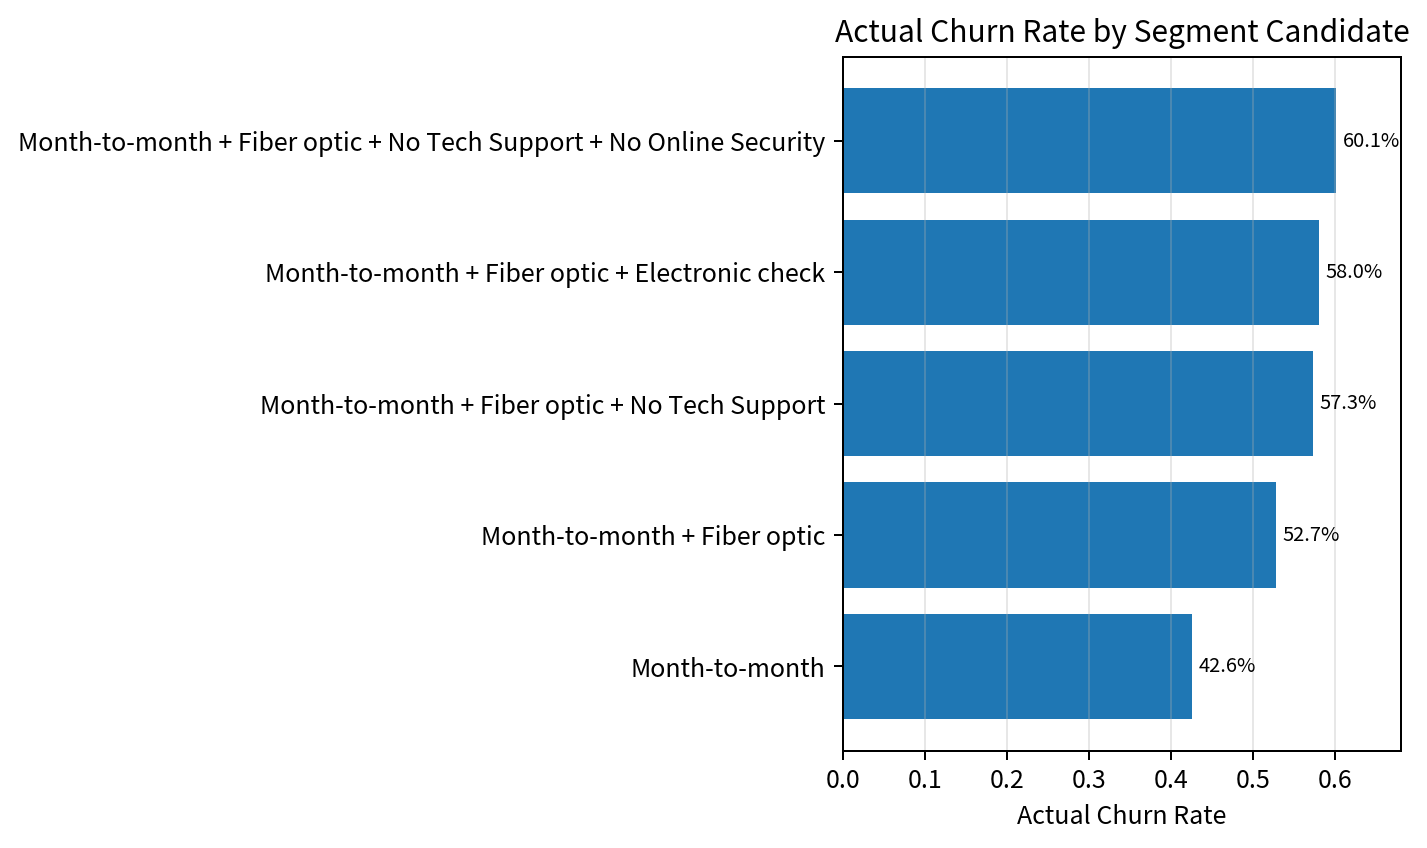 Actual Churn Rate by Segment Candidate
Month-to-month + Fiber optic + No Tech Support + No Online Security
60.1%
Month-to-month + Fiber optic + Electronic check
58.0%
Month-to-month + Fiber optic + No Tech Support
57.3%
Month-to-month + Fiber optic
52.7%
Month-to-month
42.6%
0.0 0.1 0.2 0.3 0.4 0.5 0.6
Actual Churn Rate